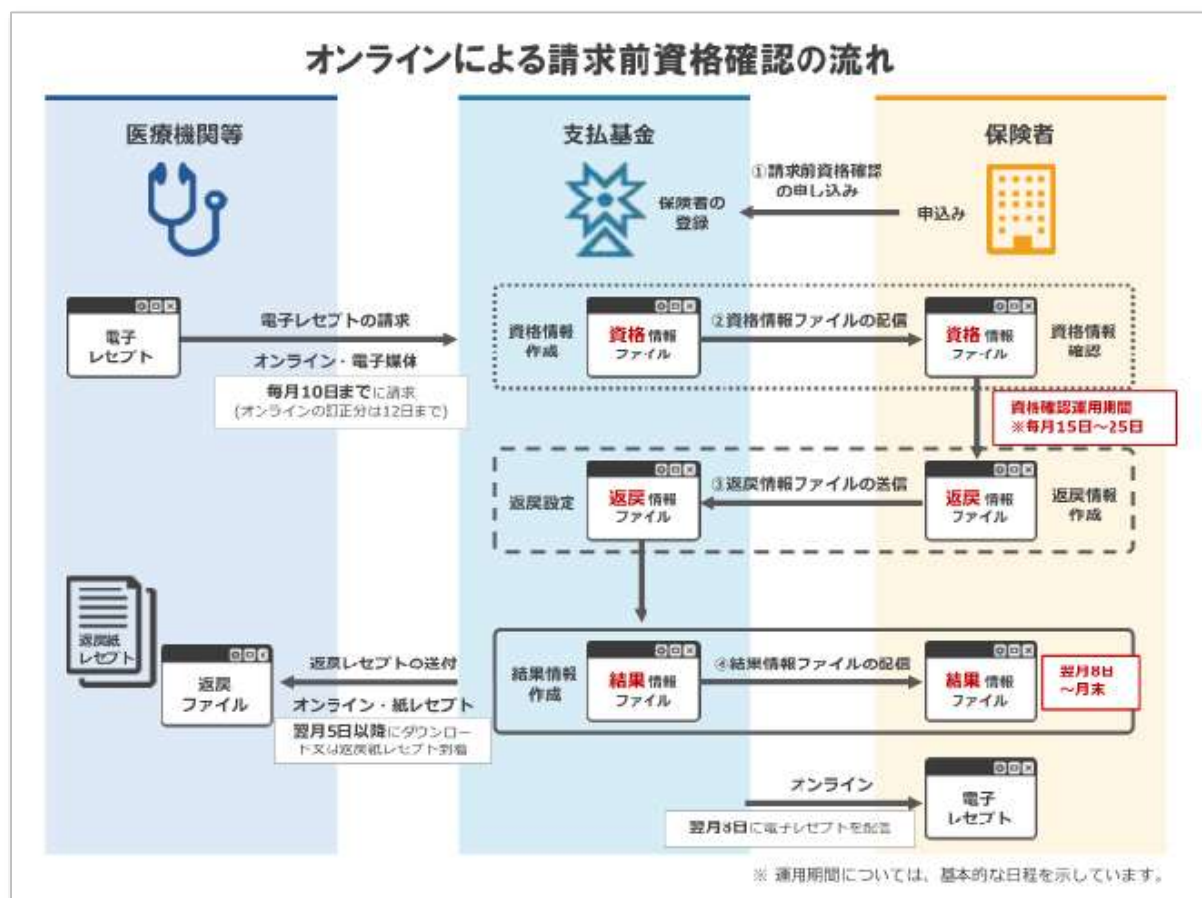 オンラインによる請求前資格確認の流れ
医療機関等
支払基金
保険者
①請求前資格確認
の申し込み
保険者の
登録
申込み
電子
レセプト
電子レセプトの請求
オンライン・電子媒体
毎月10日までに請求
(オンラインの訂正分は12日まで)
資格情報
作成
資格情報
ファイル
②資格情報ファイルの配信
資格情報
ファイル
資格情報
確認
資格確認運用期間
※毎月15日～25日
返戻設定
返戻情報
ファイル
③返戻情報ファイルの送信
返戻情報
ファイル
返戻情報
作成
返戻紙
レセプト
返戻
ファイル
返戻レセプトの送付
オンライン・紙レセプト
翌月5日以降にダウンロー
ド又は返戻紙レセプト到着
結果情報
作成
結果情報
ファイル
④結果情報ファイルの配信
結果情報
ファイル
翌月8日
～月末
オンライン
翌月8日に電子レセプトを配信
電子
レセプト
※ 運用期間については、基本的な日程を示しています。